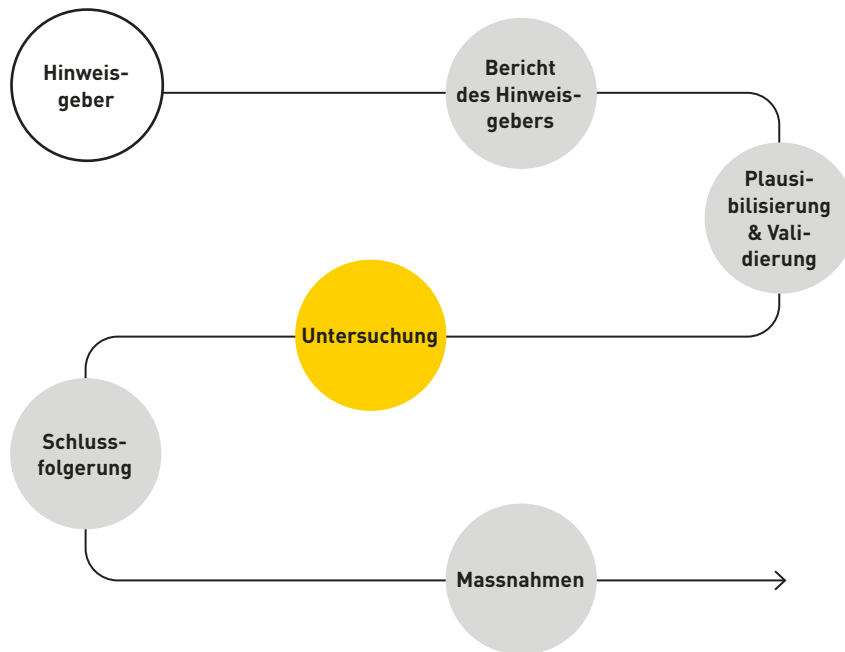 Hinweis-
geber
Bericht
des Hinweis-
gebers
Plausi-
bilisierung
& Vali-
dierung
Untersuchung
Schluss-
folgerung
Massnahmen